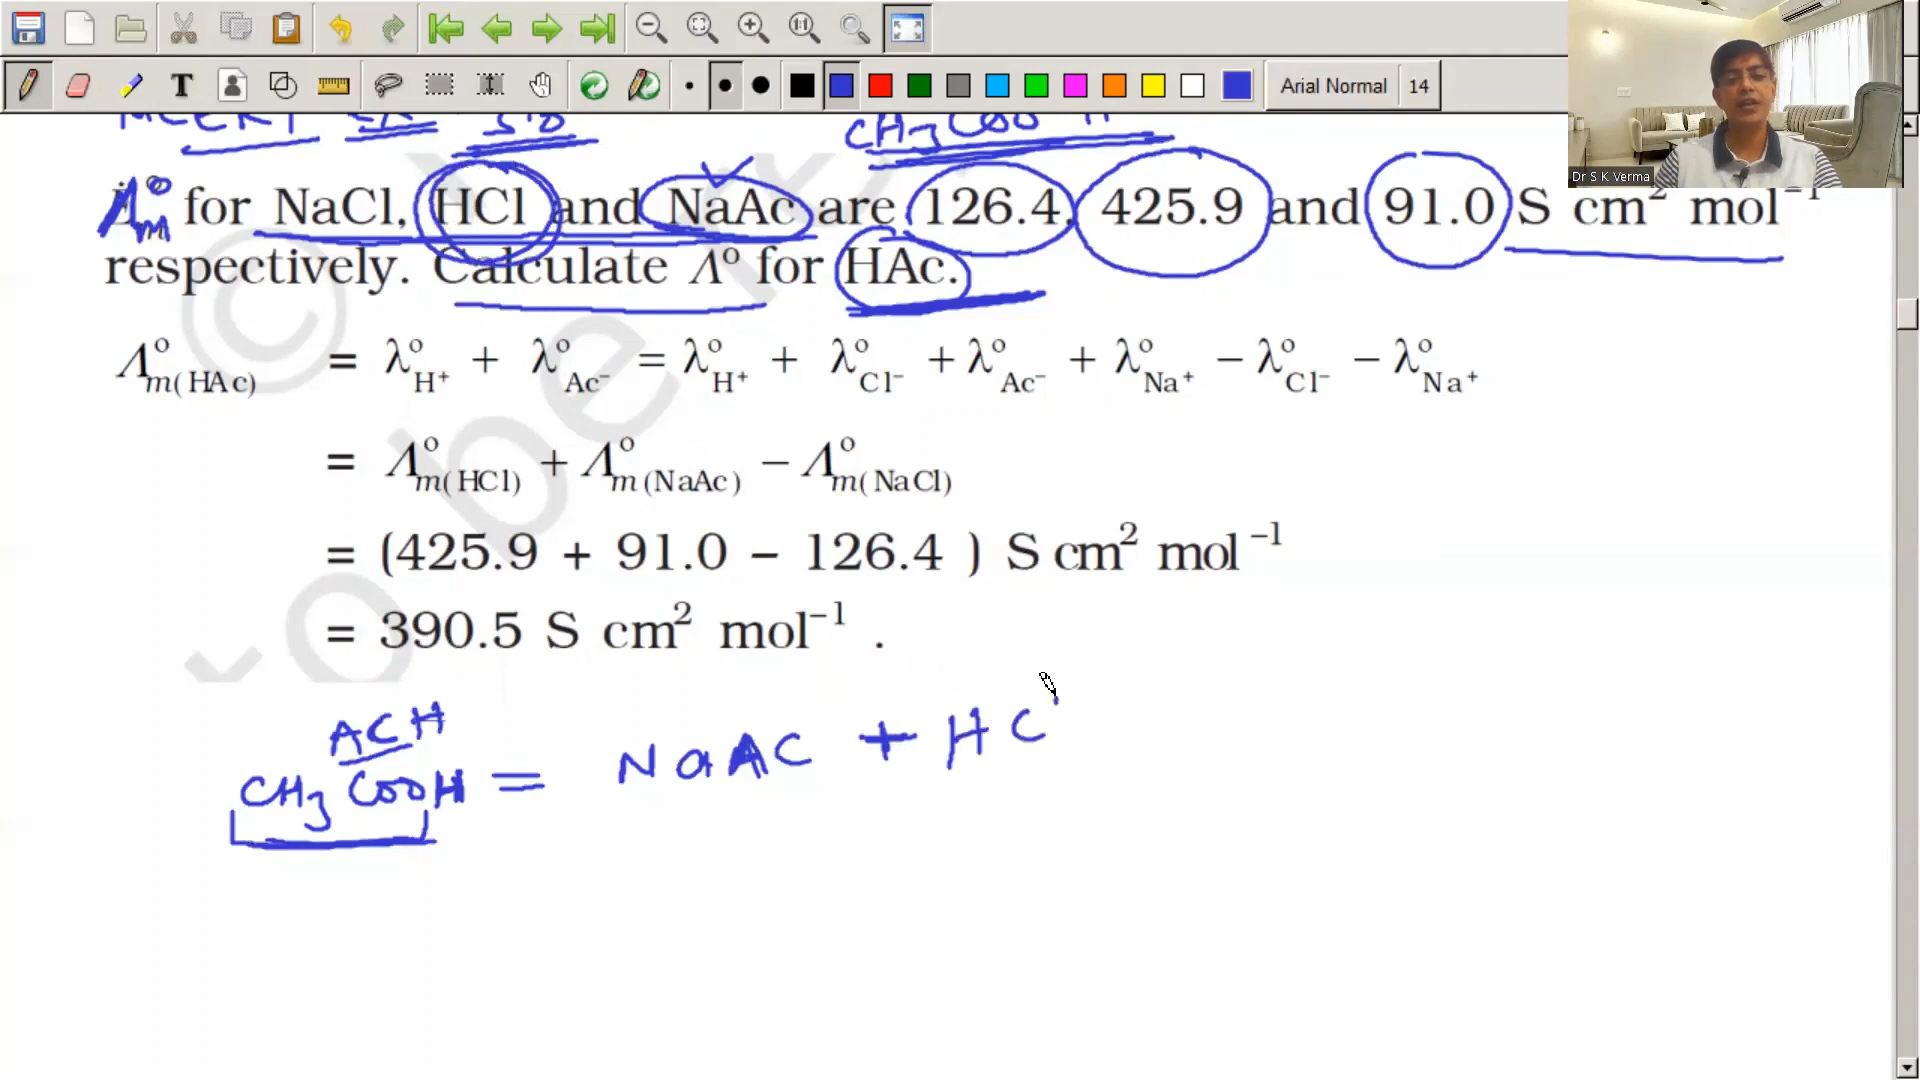 T
Arial Normal 14
Dr S K Verma
CH3COOH
Λ°m for NaCl, HCl and NaAc are 126.4, 425.9 and 91.0 S cm² mol⁻¹
respectively. Calculate Λ° for HAc.
Λ°m(HAc) = λ°H⁺ + λ°Ac⁻ = λ°H⁺ + λ°Cl⁻ + λ°Ac⁻ + λ°Na⁺ − λ°Cl⁻ − λ°Na⁺
= Λ°m(HCl) + Λ°m(NaAc) − Λ°m(NaCl)
= (425.9 + 91.0 − 126.4 ) S cm² mol⁻¹
= 390.5 S cm² mol⁻¹ .
ACH
CH3COOH = NaAC + HC